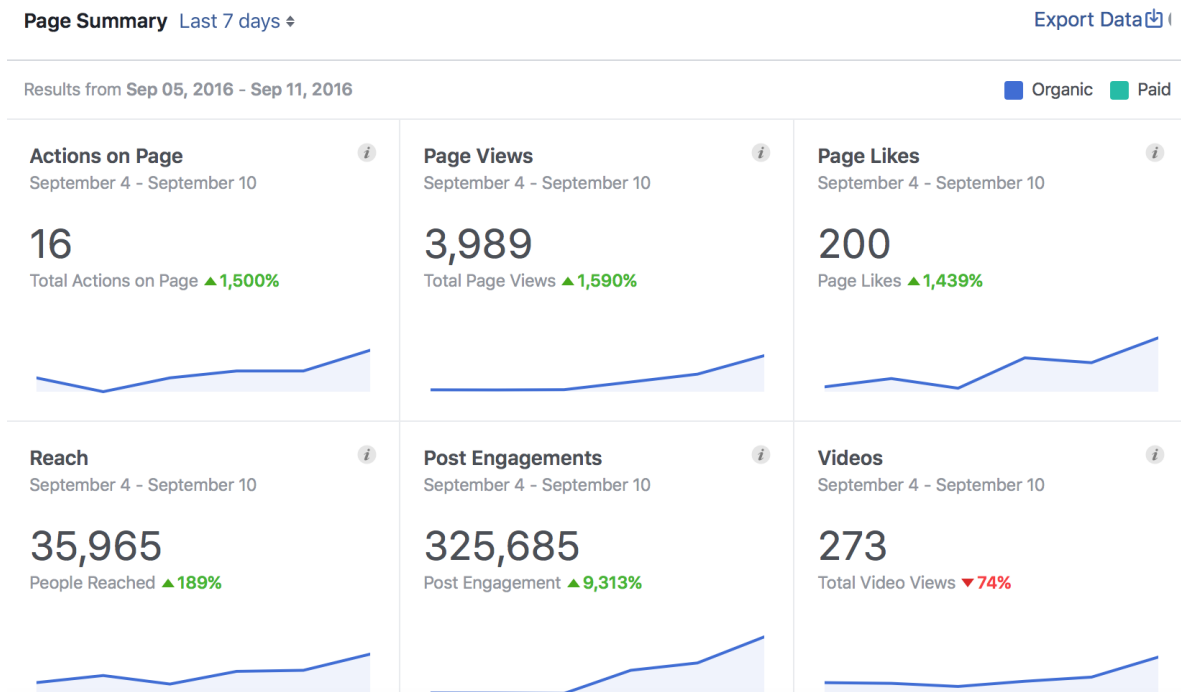 Page Summary Last 7 days
Export Data
Results from Sep 05, 2016 - Sep 11, 2016
Organic Paid
Actions on Page
September 4 - September 10
16
Total Actions on Page ▲1,500%
Page Views
September 4 - September 10
3,989
Total Page Views ▲1,590%
Page Likes
September 4 - September 10
200
Page Likes ▲1,439%
Reach
September 4 - September 10
35,965
People Reached ▲189%
Post Engagements
September 4 - September 10
325,685
Post Engagement ▲9,313%
Videos
September 4 - September 10
273
Total Video Views ▼74%